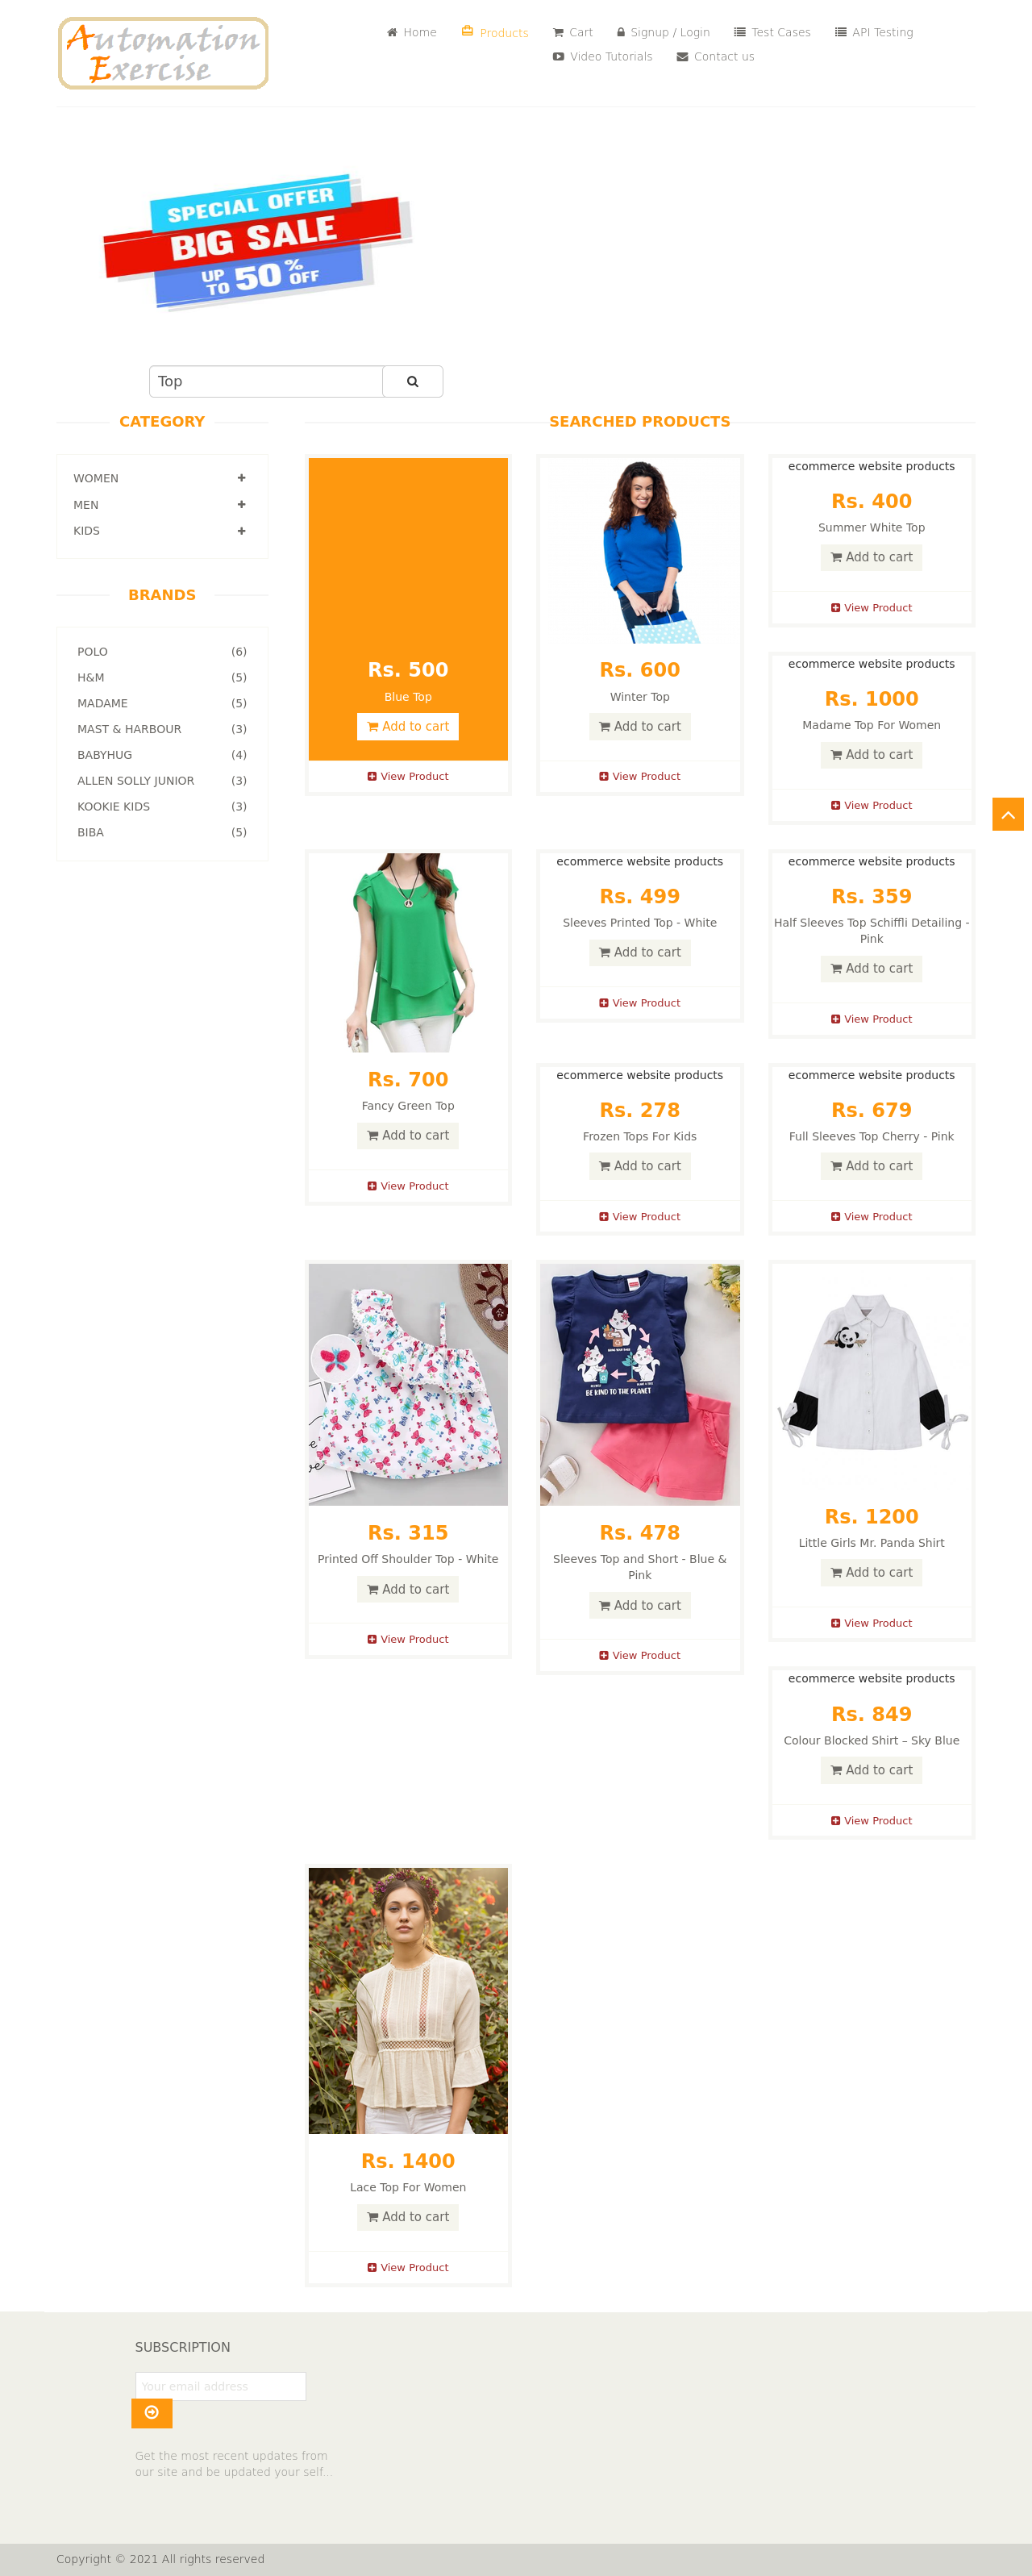 Automation
Exercise
Home
Products
Cart
Signup / Login
Test Cases
API Testing
Video Tutorials
Contact us
SPECIAL OFFER
BIG SALE
UP TO 50% OFF
Top
CATEGORY
WOMEN
MEN
KIDS
BRANDS
POLO (6)
H&M (5)
MADAME (5)
MAST & HARBOUR (3)
BABYHUG (4)
ALLEN SOLLY JUNIOR (3)
KOOKIE KIDS (3)
BIBA (5)
SEARCHED PRODUCTS
Rs. 500
Blue Top
Add to cart
View Product
Rs. 600
Winter Top
Add to cart
View Product
ecommerce website products
Rs. 400
Summer White Top
Add to cart
View Product
ecommerce website products
Rs. 1000
Madame Top For Women
Add to cart
View Product
Rs. 700
Fancy Green Top
Add to cart
View Product
ecommerce website products
Rs. 499
Sleeves Printed Top - White
Add to cart
View Product
ecommerce website products
Rs. 359
Half Sleeves Top Schiffli Detailing -
Pink
Add to cart
View Product
ecommerce website products
Rs. 278
Frozen Tops For Kids
Add to cart
View Product
ecommerce website products
Rs. 679
Full Sleeves Top Cherry - Pink
Add to cart
View Product
Rs. 315
Printed Off Shoulder Top - White
Add to cart
View Product
BE KIND TO THE PLANET
Rs. 478
Sleeves Top and Short - Blue &
Pink
Add to cart
View Product
Rs. 1200
Little Girls Mr. Panda Shirt
Add to cart
View Product
ecommerce website products
Rs. 849
Colour Blocked Shirt – Sky Blue
Add to cart
View Product
Rs. 1400
Lace Top For Women
Add to cart
View Product
SUBSCRIPTION
Your email address
Get the most recent updates from
our site and be updated your self...
Copyright © 2021 All rights reserved